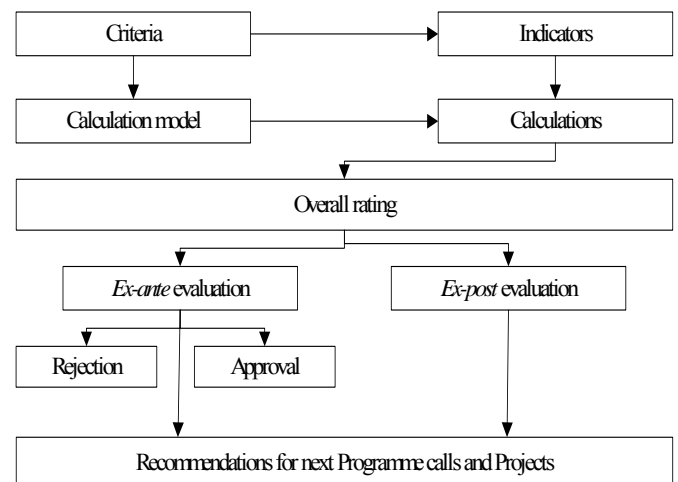 Criteria
Indicators
Calculation model
Calculations
Overall rating
Ex-ante evaluation
Ex-post evaluation
Rejection
Approval
Recommendations for next Programme calls and Projects